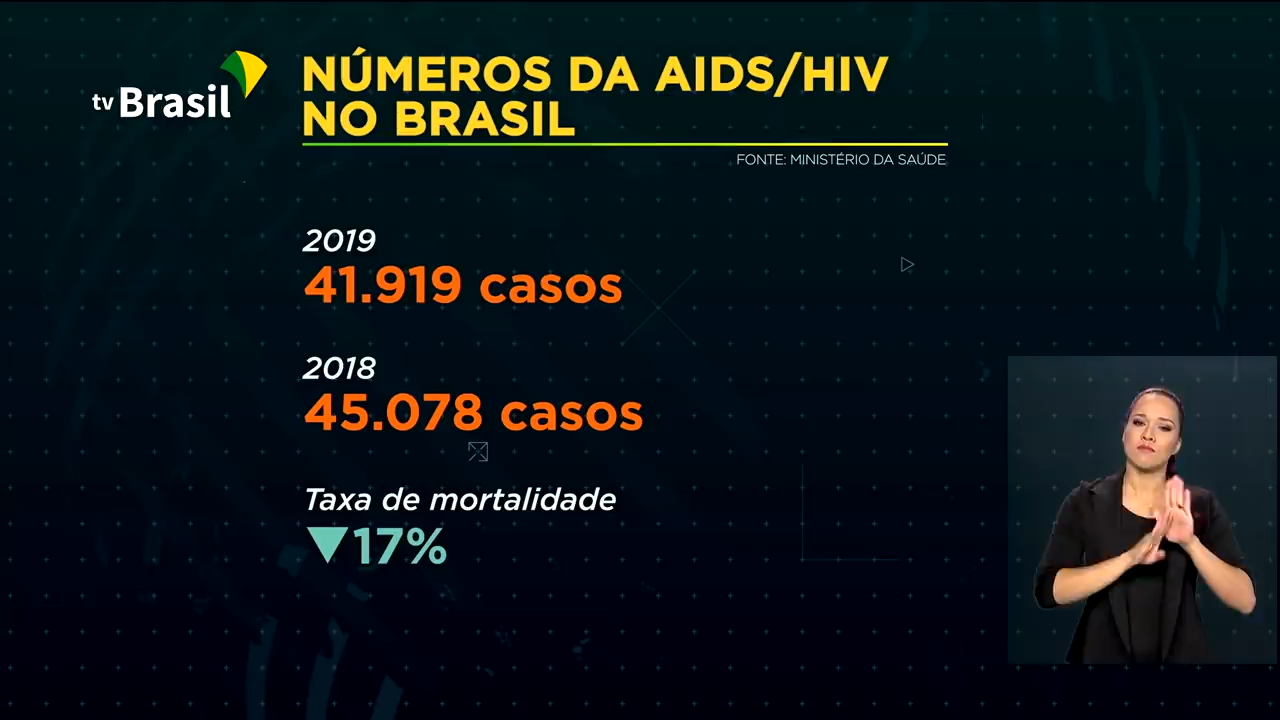 tv Brasil
NÚMEROS DA AIDS/HIV
NO BRASIL
FONTE: MINISTÉRIO DA SAÚDE
2019
41.919 casos
2018
45.078 casos
Taxa de mortalidade
▼17%